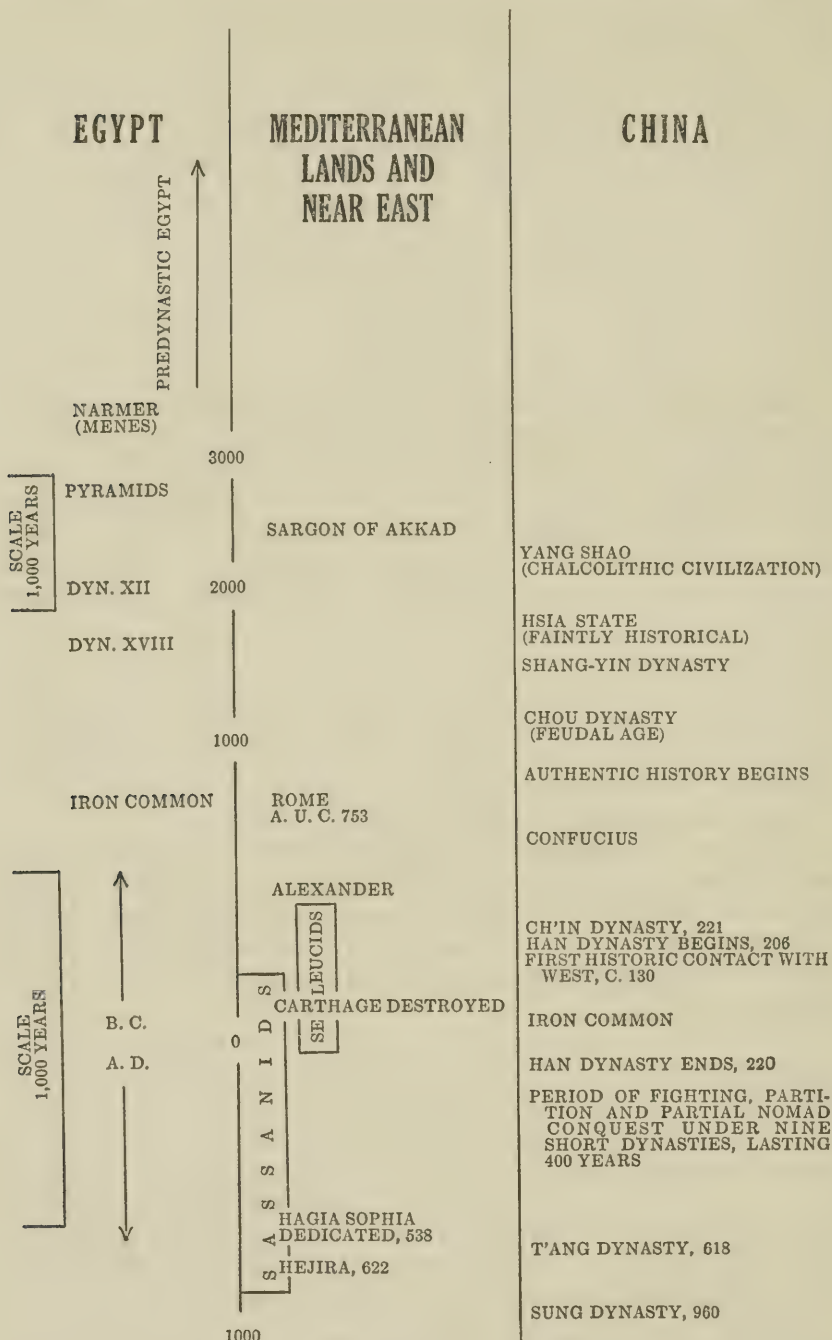 EGYPT
PREDYNASTIC EGYPT
NARMER
(MENES)
SCALE
1,000 YEARS
PYRAMIDS
DYN. XII
DYN. XVIII
IRON COMMON
SCALE
1,000 YEARS
B. C.
A. D.
3000
2000
1000
0
1000
MEDITERRANEAN
LANDS AND
NEAR EAST
SARGON OF AKKAD
ROME
A. U. C. 753
ALEXANDER
SELEUCIDS
CARTHAGE DESTROYED
SASSANIDS
HAGIA SOPHIA
DEDICATED, 538
HEJIRA, 622
CHINA
YANG SHAO
(CHALCOLITHIC CIVILIZATION)
HSIA STATE
(FAINTLY HISTORICAL)
SHANG-YIN DYNASTY
CHOU DYNASTY
(FEUDAL AGE)
AUTHENTIC HISTORY BEGINS
CONFUCIUS
CH'IN DYNASTY, 221
HAN DYNASTY BEGINS, 206
FIRST HISTORIC CONTACT WITH
WEST, C. 130
IRON COMMON
HAN DYNASTY ENDS, 220
PERIOD OF FIGHTING, PARTI-
TION AND PARTIAL NOMAD
CONQUEST UNDER NINE
SHORT DYNASTIES, LASTING
400 YEARS
T'ANG DYNASTY, 618
SUNG DYNASTY, 960